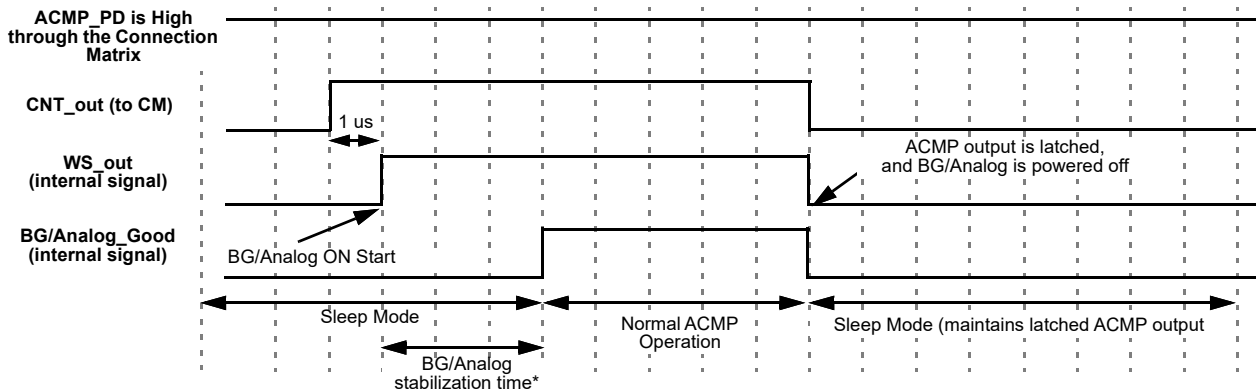 ACMP_PD is High
through the Connection
Matrix
CNT_out (to CM)
1 us
WS_out
(internal signal)
ACMP output is latched,
and BG/Analog is powered off
BG/Analog_Good
(internal signal)
BG/Analog ON Start
Sleep Mode
Normal ACMP
Operation
Sleep Mode (maintains latched ACMP output
BG/Analog
stabilization time*